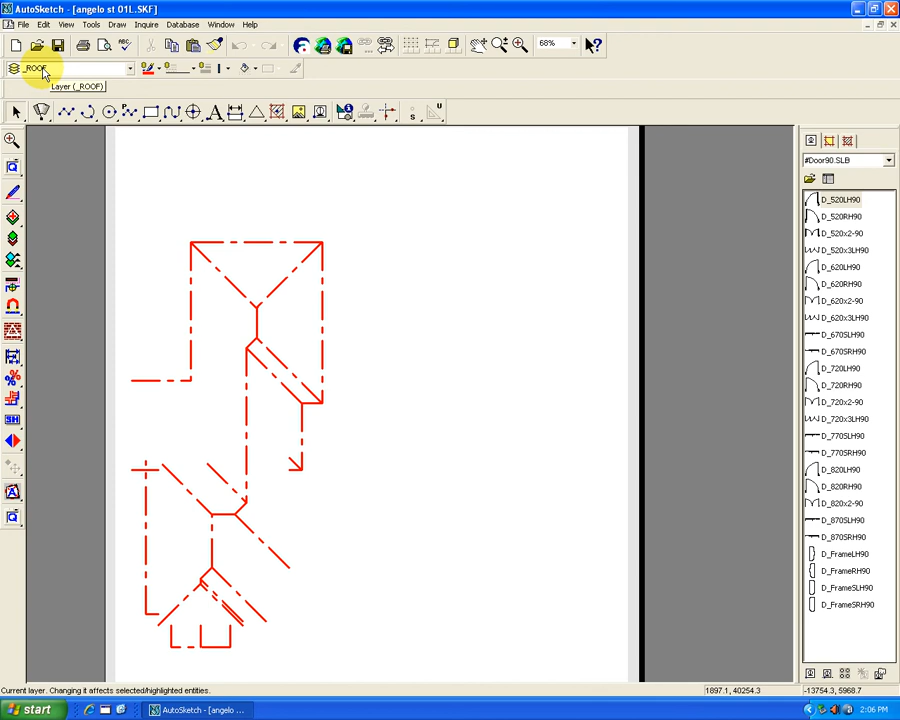 AutoSketch - [angelo st 01L.SKF]
File Edit View Tools Draw Inquire Database Window Help
68%
_ROOF
Layer (_ROOF)
#Door90.SLB
D_520LH90
D_520RH90
D_520x2-90
D_520x3LH90
D_620LH90
D_620RH90
D_620x2-90
D_620x3LH90
D_670SLH90
D_670SRH90
D_720LH90
D_720RH90
D_720x2-90
D_720x3LH90
D_770SLH90
D_770SRH90
D_820LH90
D_820RH90
D_820x2-90
D_870SLH90
D_870SRH90
D_FrameLH90
D_FrameRH90
D_FrameSLH90
D_FrameSRH90
SH
Current layer. Changing it affects selected/highlighted entities.
1897.1, 40254.3
-13754.3, 5968.7
start
AutoSketch - [angelo ...
2:06 PM